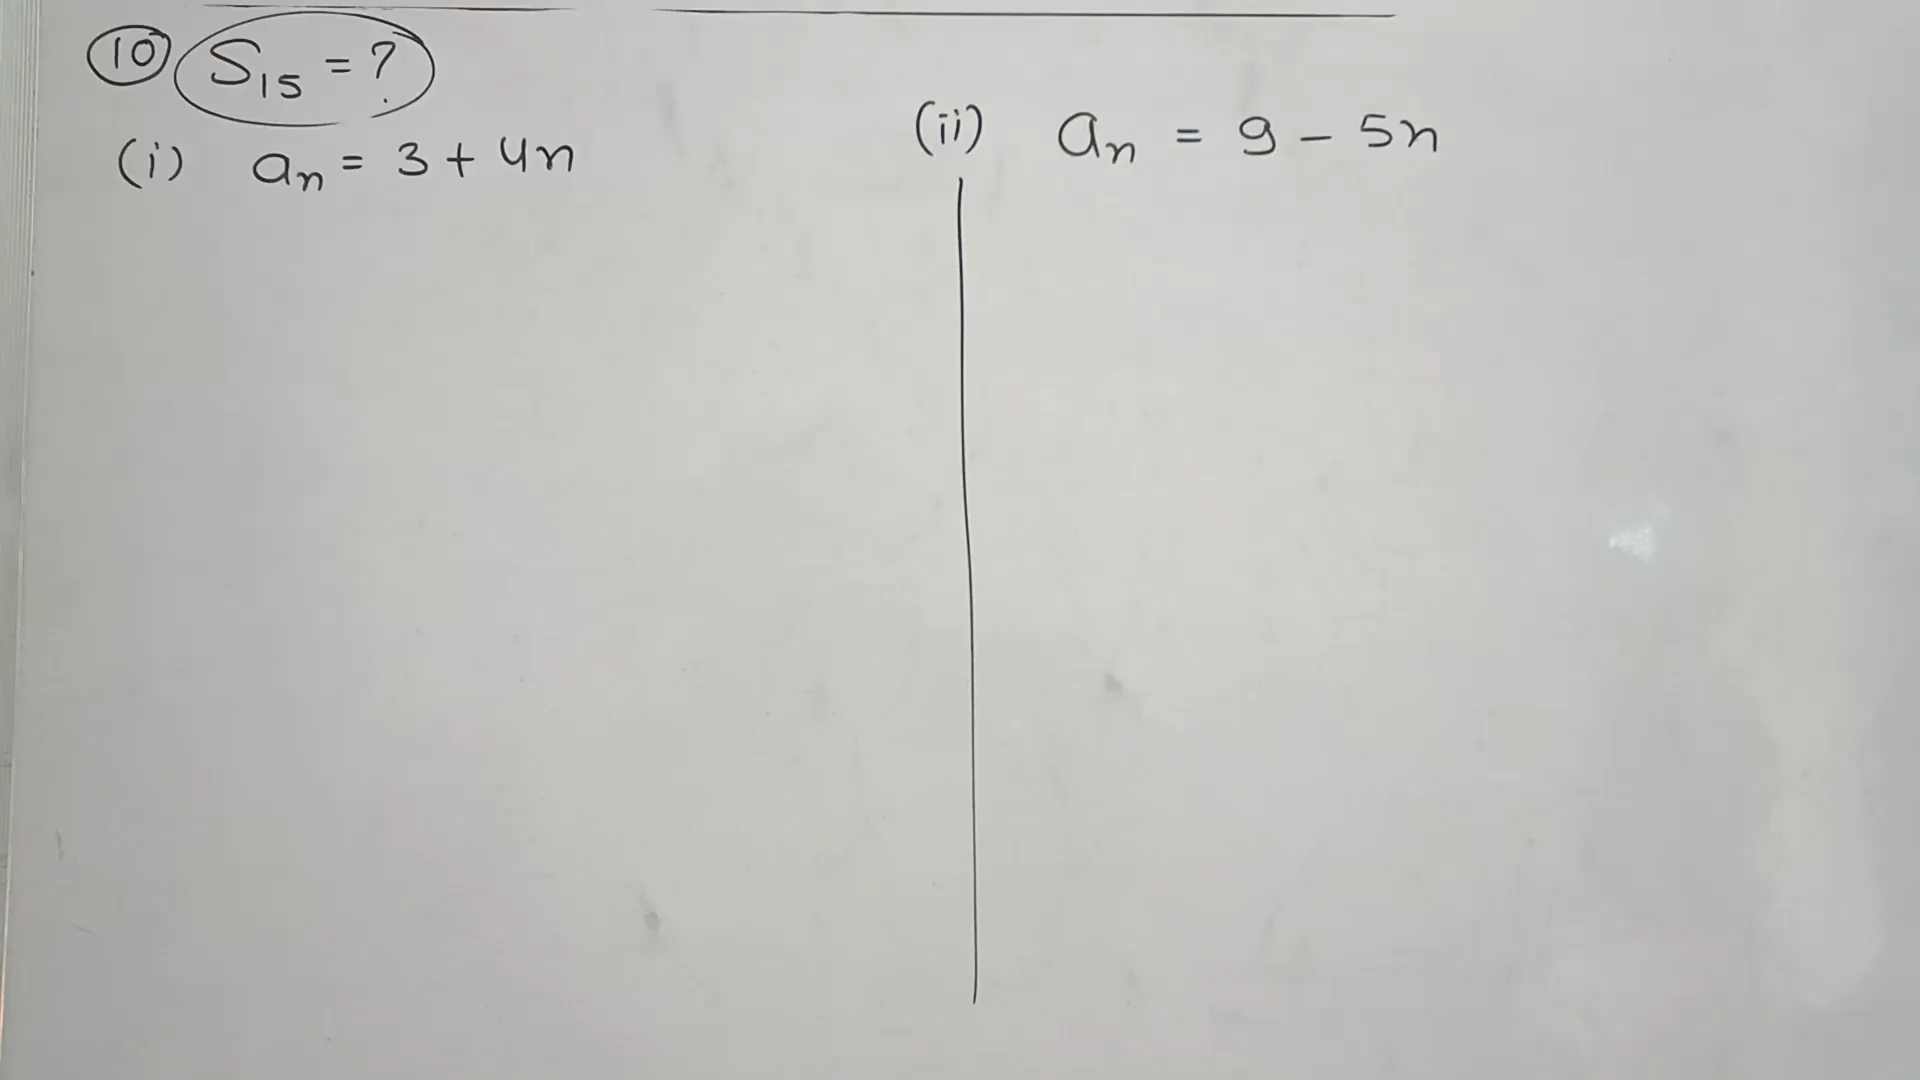 10 S₁₅ = ?
(i) aₙ = 3 + 4n
(ii) aₙ = 9 - 5n